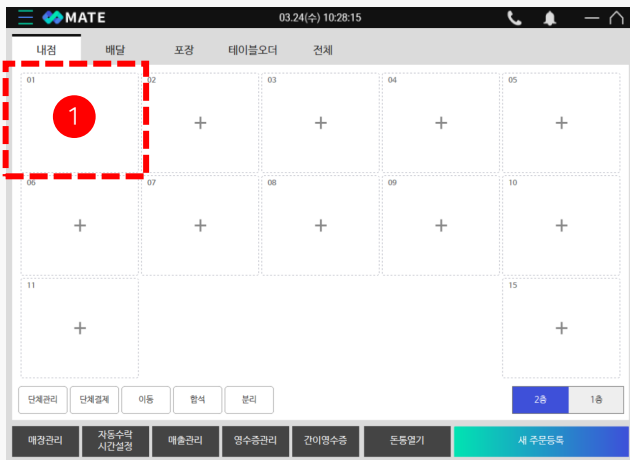 MATE 03.24(수) 10:28:15
내점 배달 포장 테이블오더 전체
01 02 03 04 05
1
06 07 08 09 10
11 15
단체관리 단체결제 이동 합석 분리 2층 1층
매장관리 자동수락 시간설정 매출관리 영수증관리 간이영수증 돈통열기 새 주문등록